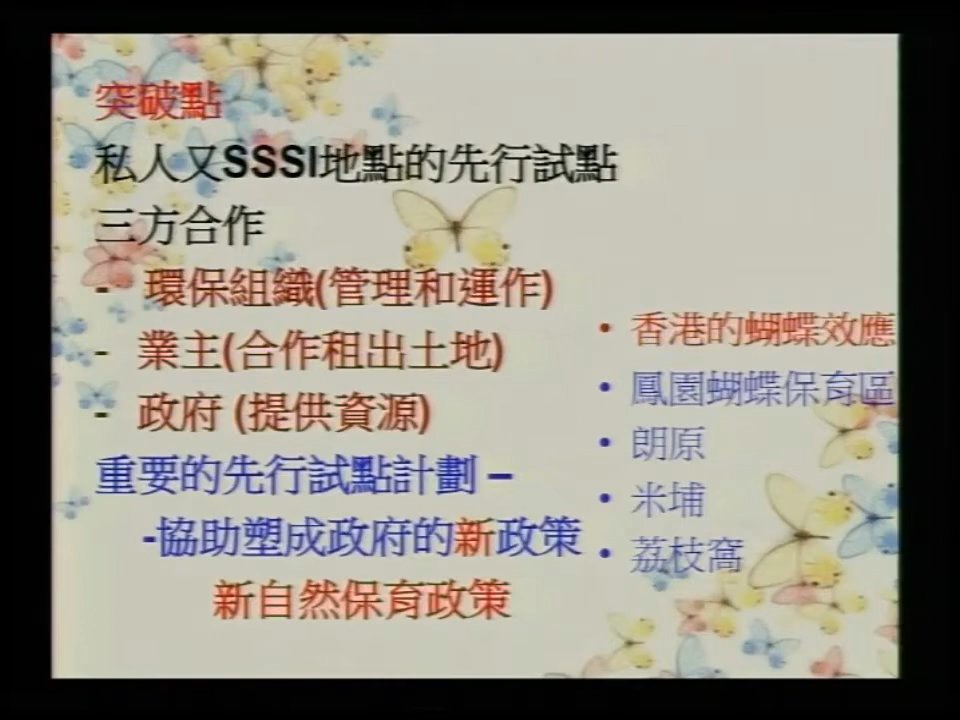 突破點
私人又SSSI地點的先行試點
三方合作
- 環保組織(管理和運作)
- 業主(合作租出土地)
- 政府 (提供資源)
重要的先行試點計劃 –
-協助塑成政府的新政策
新自然保育政策
• 香港的蝴蝶效應
• 鳳園蝴蝶保育區
• 朗原
• 米埔
• 荔枝窩